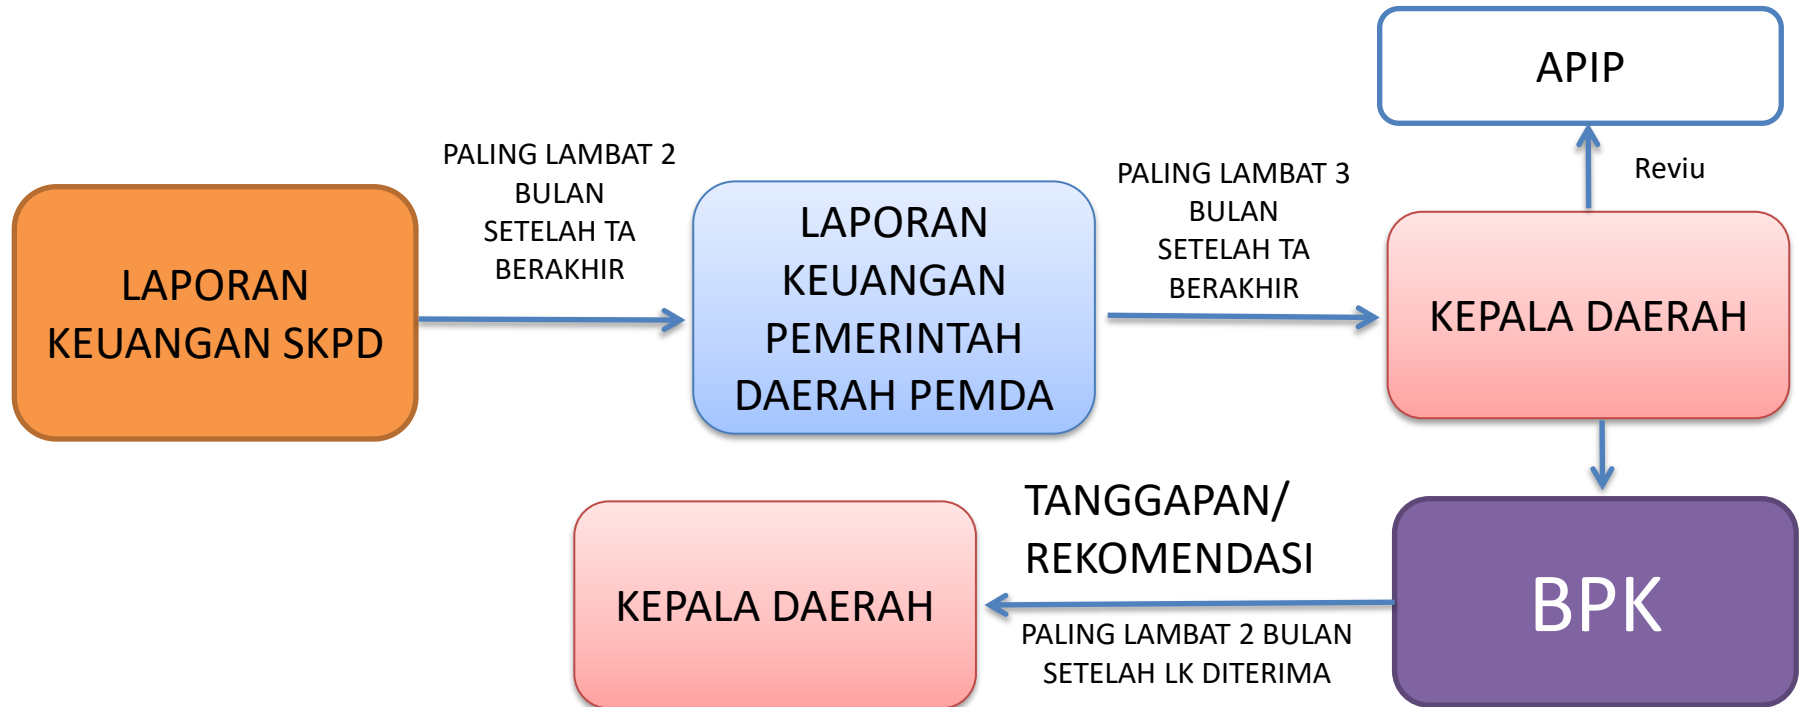 APIP
PALING LAMBAT 2
BULAN
SETELAH TA
BERAKHIR
PALING LAMBAT 3
BULAN
SETELAH TA
BERAKHIR
Reviu
LAPORAN
KEUANGAN SKPD
LAPORAN
KEUANGAN
PEMERINTAH
DAERAH PEMDA
KEPALA DAERAH
TANGGAPAN/
REKOMENDASI
KEPALA DAERAH
BPK
PALING LAMBAT 2 BULAN
SETELAH LK DITERIMA